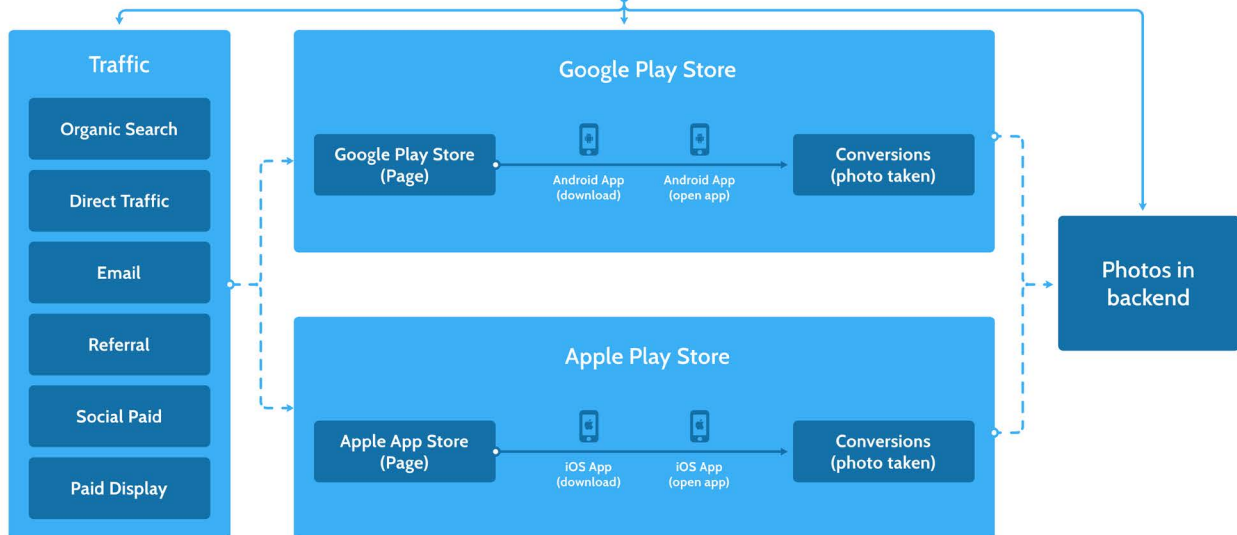 Traffic
Organic Search
Direct Traffic
Email
Referral
Social Paid
Paid Display
Google Play Store
Google Play Store
(Page)
Android App
(download)
Android App
(open app)
Conversions
(photo taken)
Apple Play Store
Apple App Store
(Page)
iOS App
(download)
iOS App
(open app)
Conversions
(photo taken)
Photos in
backend